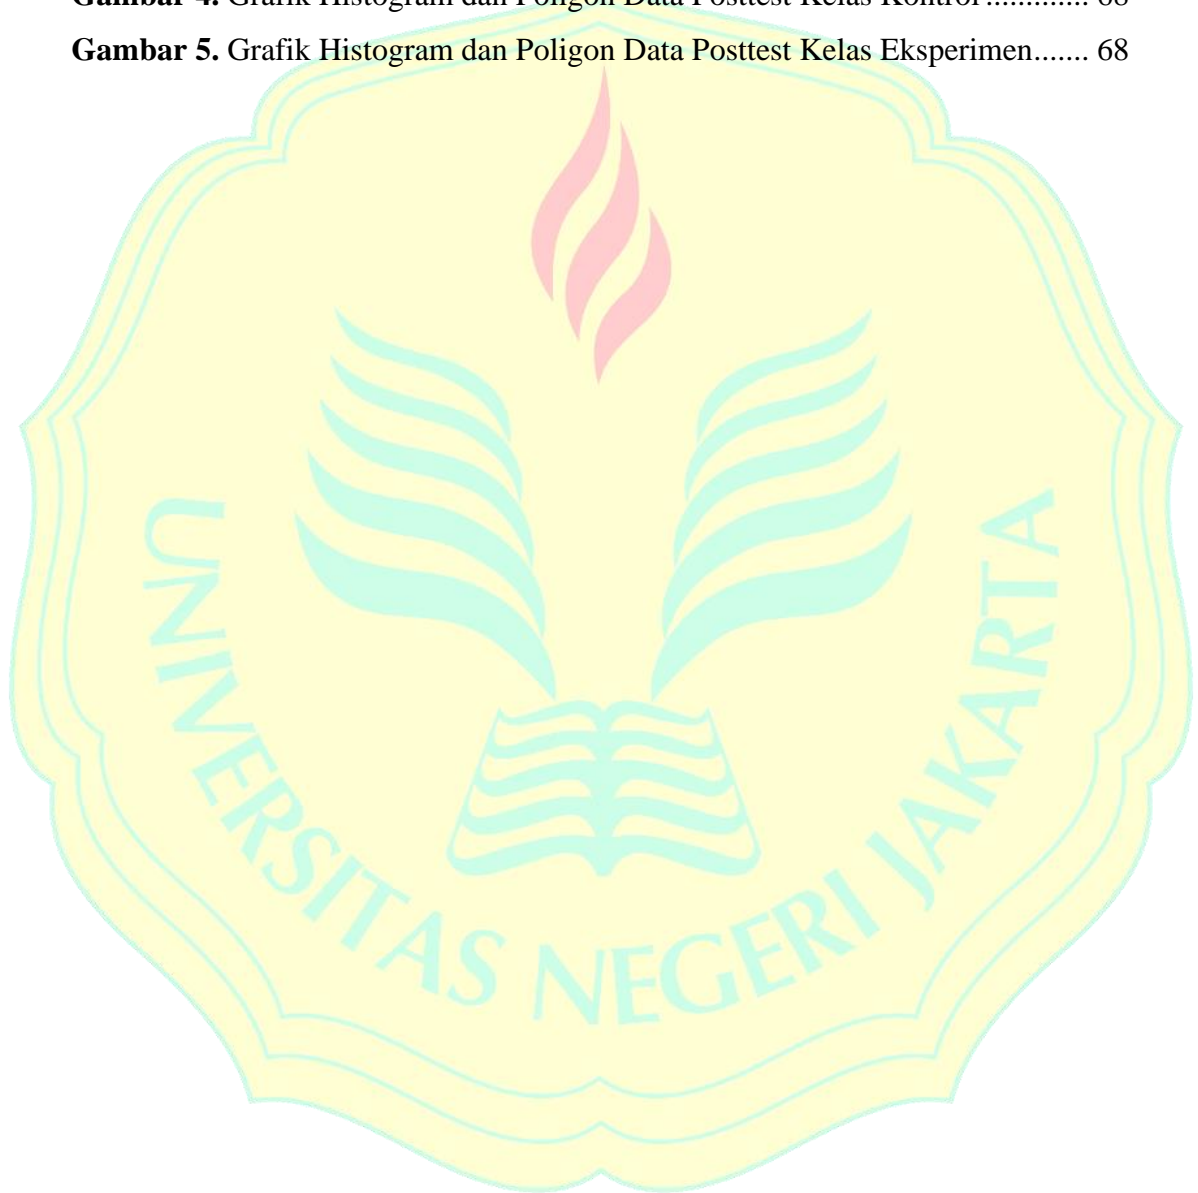 Gambar 4. Grafik Histogram dan Poligon Data Posttest Kelas Kontrol ............. 68
Gambar 5. Grafik Histogram dan Poligon Data Posttest Kelas Eksperimen....... 68
UNIVERSITAS NEGERI JAKARTA